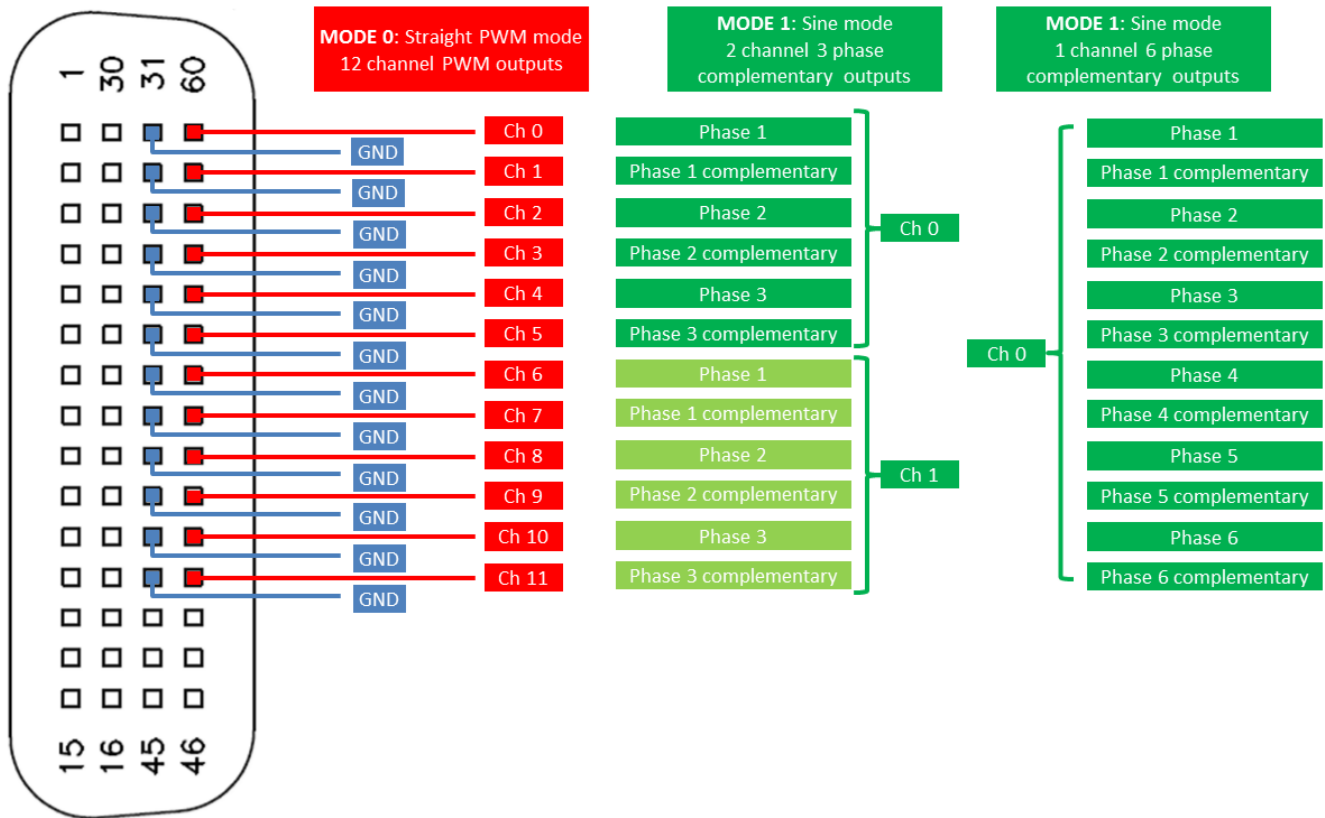 1
30
31
60
MODE 0: Straight PWM mode
12 channel PWM outputs
MODE 1: Sine mode
2 channel 3 phase
complementary outputs
MODE 1: Sine mode
1 channel 6 phase
complementary outputs
Ch 0
GND
Ch 1
GND
Ch 2
GND
Ch 3
GND
Ch 4
GND
Ch 5
GND
Ch 6
GND
Ch 7
GND
Ch 8
GND
Ch 9
GND
Ch 10
GND
Ch 11
GND
Phase 1
Phase 1 complementary
Phase 2
Phase 2 complementary
Phase 3
Phase 3 complementary
Ch 0
Phase 1
Phase 1 complementary
Phase 2
Phase 2 complementary
Phase 3
Phase 3 complementary
Ch 1
Ch 0
Phase 1
Phase 1 complementary
Phase 2
Phase 2 complementary
Phase 3
Phase 3 complementary
Phase 4
Phase 4 complementary
Phase 5
Phase 5 complementary
Phase 6
Phase 6 complementary
15
16
45
46